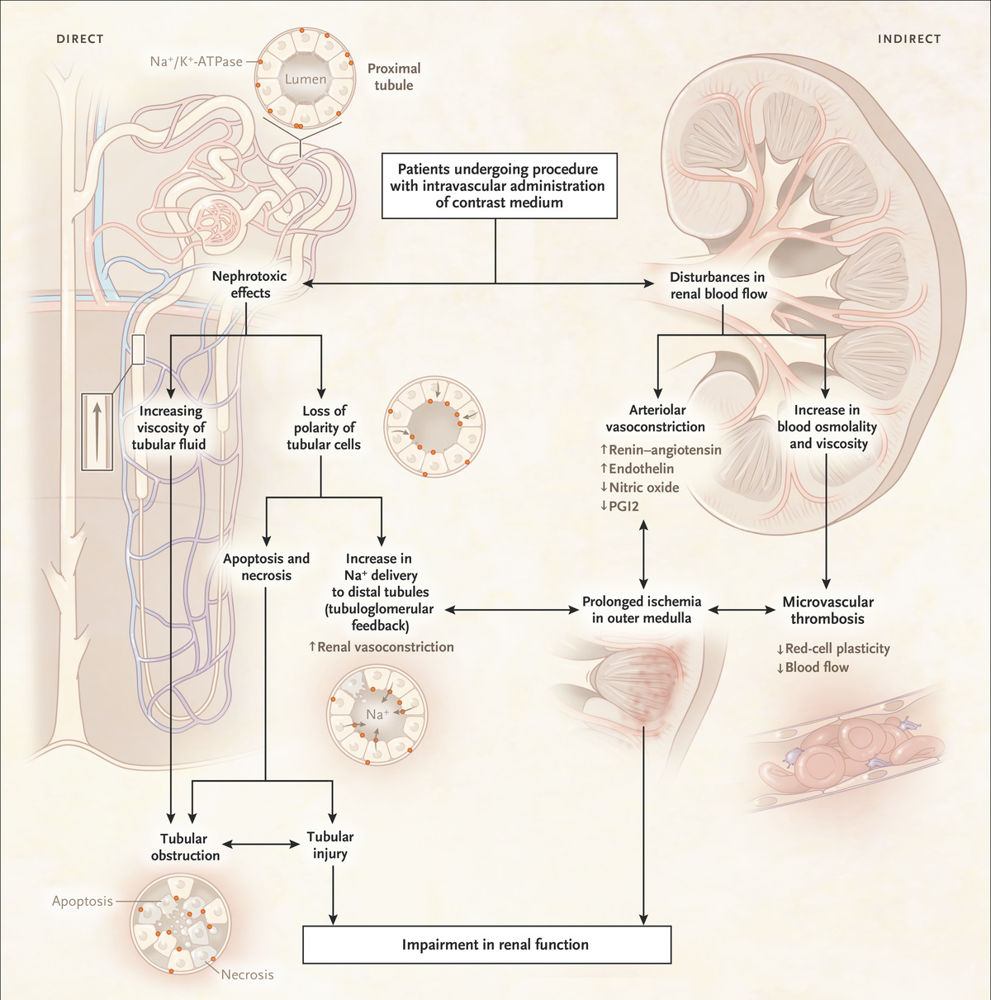 DIRECT
INDIRECT
Na⁺/K⁺-ATPase
Lumen
Proximal
tubule
Patients undergoing procedure
with intravascular administration
of contrast medium
Nephrotoxic
effects
Disturbances in
renal blood flow
Increasing
viscosity of
tubular fluid
Loss of
polarity of
tubular cells
Arteriolar
vasoconstriction
↑Renin–angiotensin
↑Endothelin
↓Nitric oxide
↓PGI2
Increase in
blood osmolality
and viscosity
Apoptosis and
necrosis
Increase in
Na⁺ delivery
to distal tubules
(tubuloglomerular
feedback)
↑Renal vasoconstriction
Na⁺
Prolonged ischemia
in outer medulla
Microvascular
thrombosis
↓Red-cell plasticity
↓Blood flow
Tubular
obstruction
Tubular
injury
Apoptosis
Necrosis
Impairment in renal function